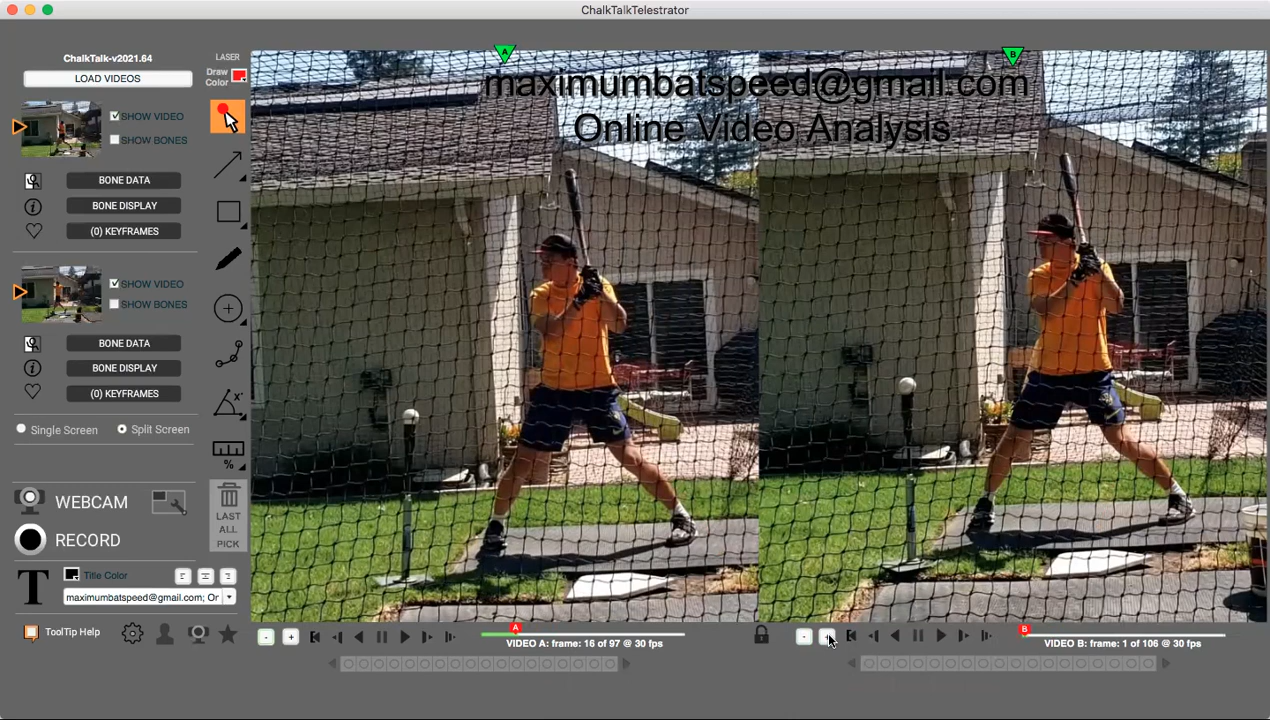 ChalkTalkTelestrator
ChalkTalk-v2021.64
LOAD VIDEOS
SHOW VIDEO
SHOW BONES
BONE DATA
BONE DISPLAY
(0) KEYFRAMES
SHOW VIDEO
SHOW BONES
BONE DATA
BONE DISPLAY
(0) KEYFRAMES
Single Screen
Split Screen
WEBCAM
RECORD
T
Title Color
maximumbatspeed@gmail.com; Or
ToolTip Help
LASER
Draw
Color
X°
%
LAST
ALL
PICK
A
B
maximumbatspeed@gmail.com
Online Video Analysis
- +
A
VIDEO A: frame: 16 of 97 @ 30 fps
-
B
VIDEO B: frame: 1 of 106 @ 30 fps